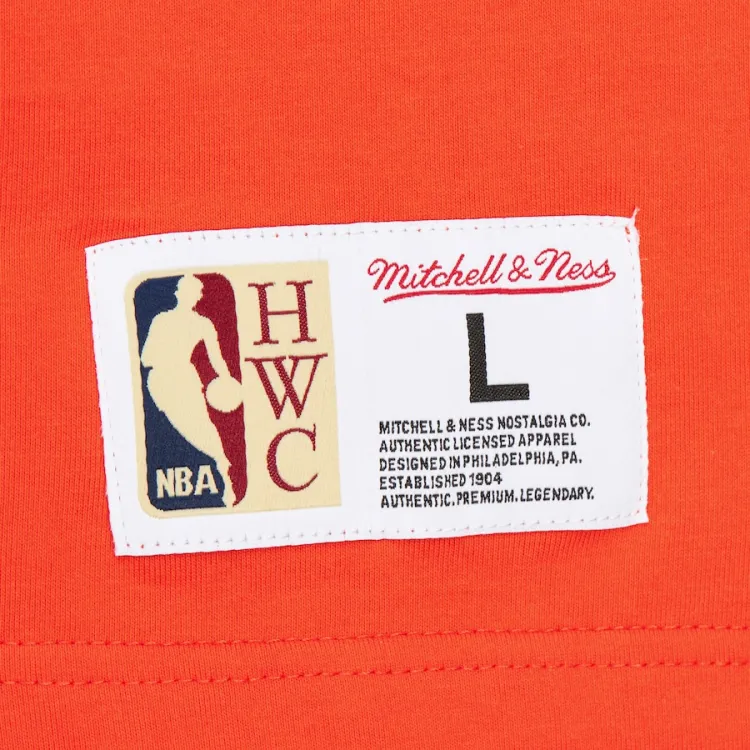 NBA
H
W
C
Mitchell & Ness
L
MITCHELL & NESS NOSTALGIA CO.
AUTHENTIC LICENSED APPAREL
DESIGNED IN PHILADELPHIA, PA.
ESTABLISHED 1904
AUTHENTIC.PREMIUM.LEGENDARY.